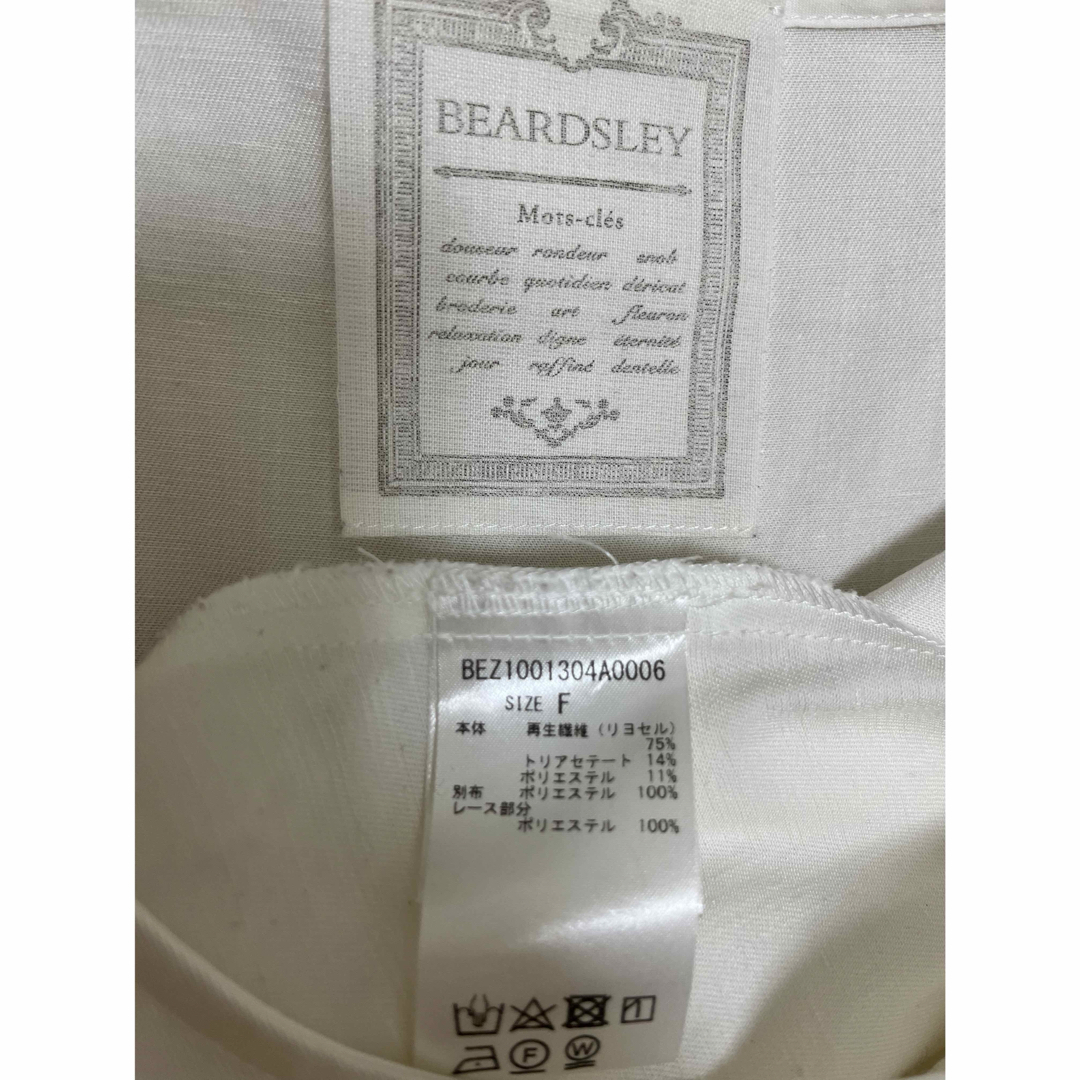 BEARDSLEY
Mots-clés
douceur rondeur snob
courbe quotidien déricat
broderie art fleuron
relaxation digne éternité
jour raffiné dentelle
BEZ1001304A0006
SIZE F
本体 再生繊維（リヨセル）
75%
トリアセテート 14%
ポリエステル 11%
別布 ポリエステル 100%
レース部分
ポリエステル 100%
F W